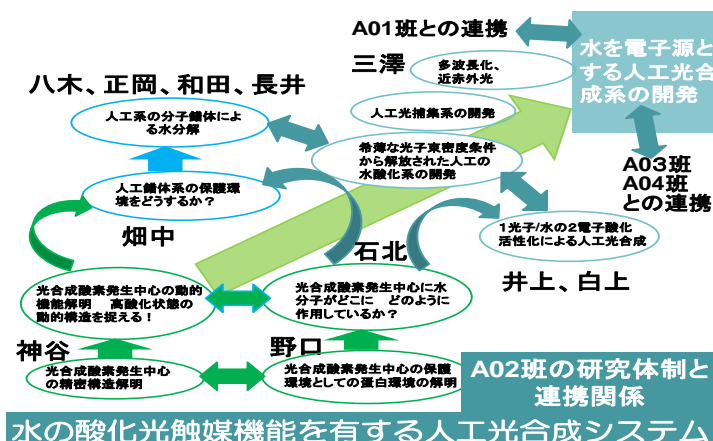 A01班との連携
水を電子源と
する人工光合
成系の開発
三澤
多波長化、
近赤外光
八木、正岡、和田、長井
人工光捕集系の開発
人工系の分子錯体によ
る水分解
希薄な光子束密度条件
から解放された人工の
水酸化系の開発
A03班
A04班
との連携
人工錯体系の保護環
境をどうするか？
畑中
1光子/水の2電子酸化
活性化による人工光合成
石北
井上、白上
光合成酸素発生中心の動的
機能解明　高酸化状態の
動的構造を捉える！
光合成酸素発生中心に水
分子がどこに　どのように
作用しているか？
神谷
野口
光合成酸素発生中心
の精密構造解明
光合成酸素発生中心の保護
環境としての蛋白環境の解明
A02班の研究体制と
連携関係
水の酸化光触媒機能を有する人工光合成システム